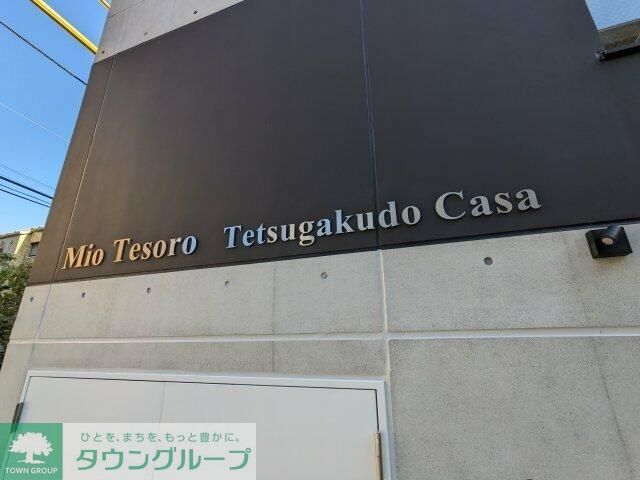 Mio Tesoro Tetsugakudo Casa
ひとを、まちを、もっと豊かに。
タウングループ
TOWN GROUP